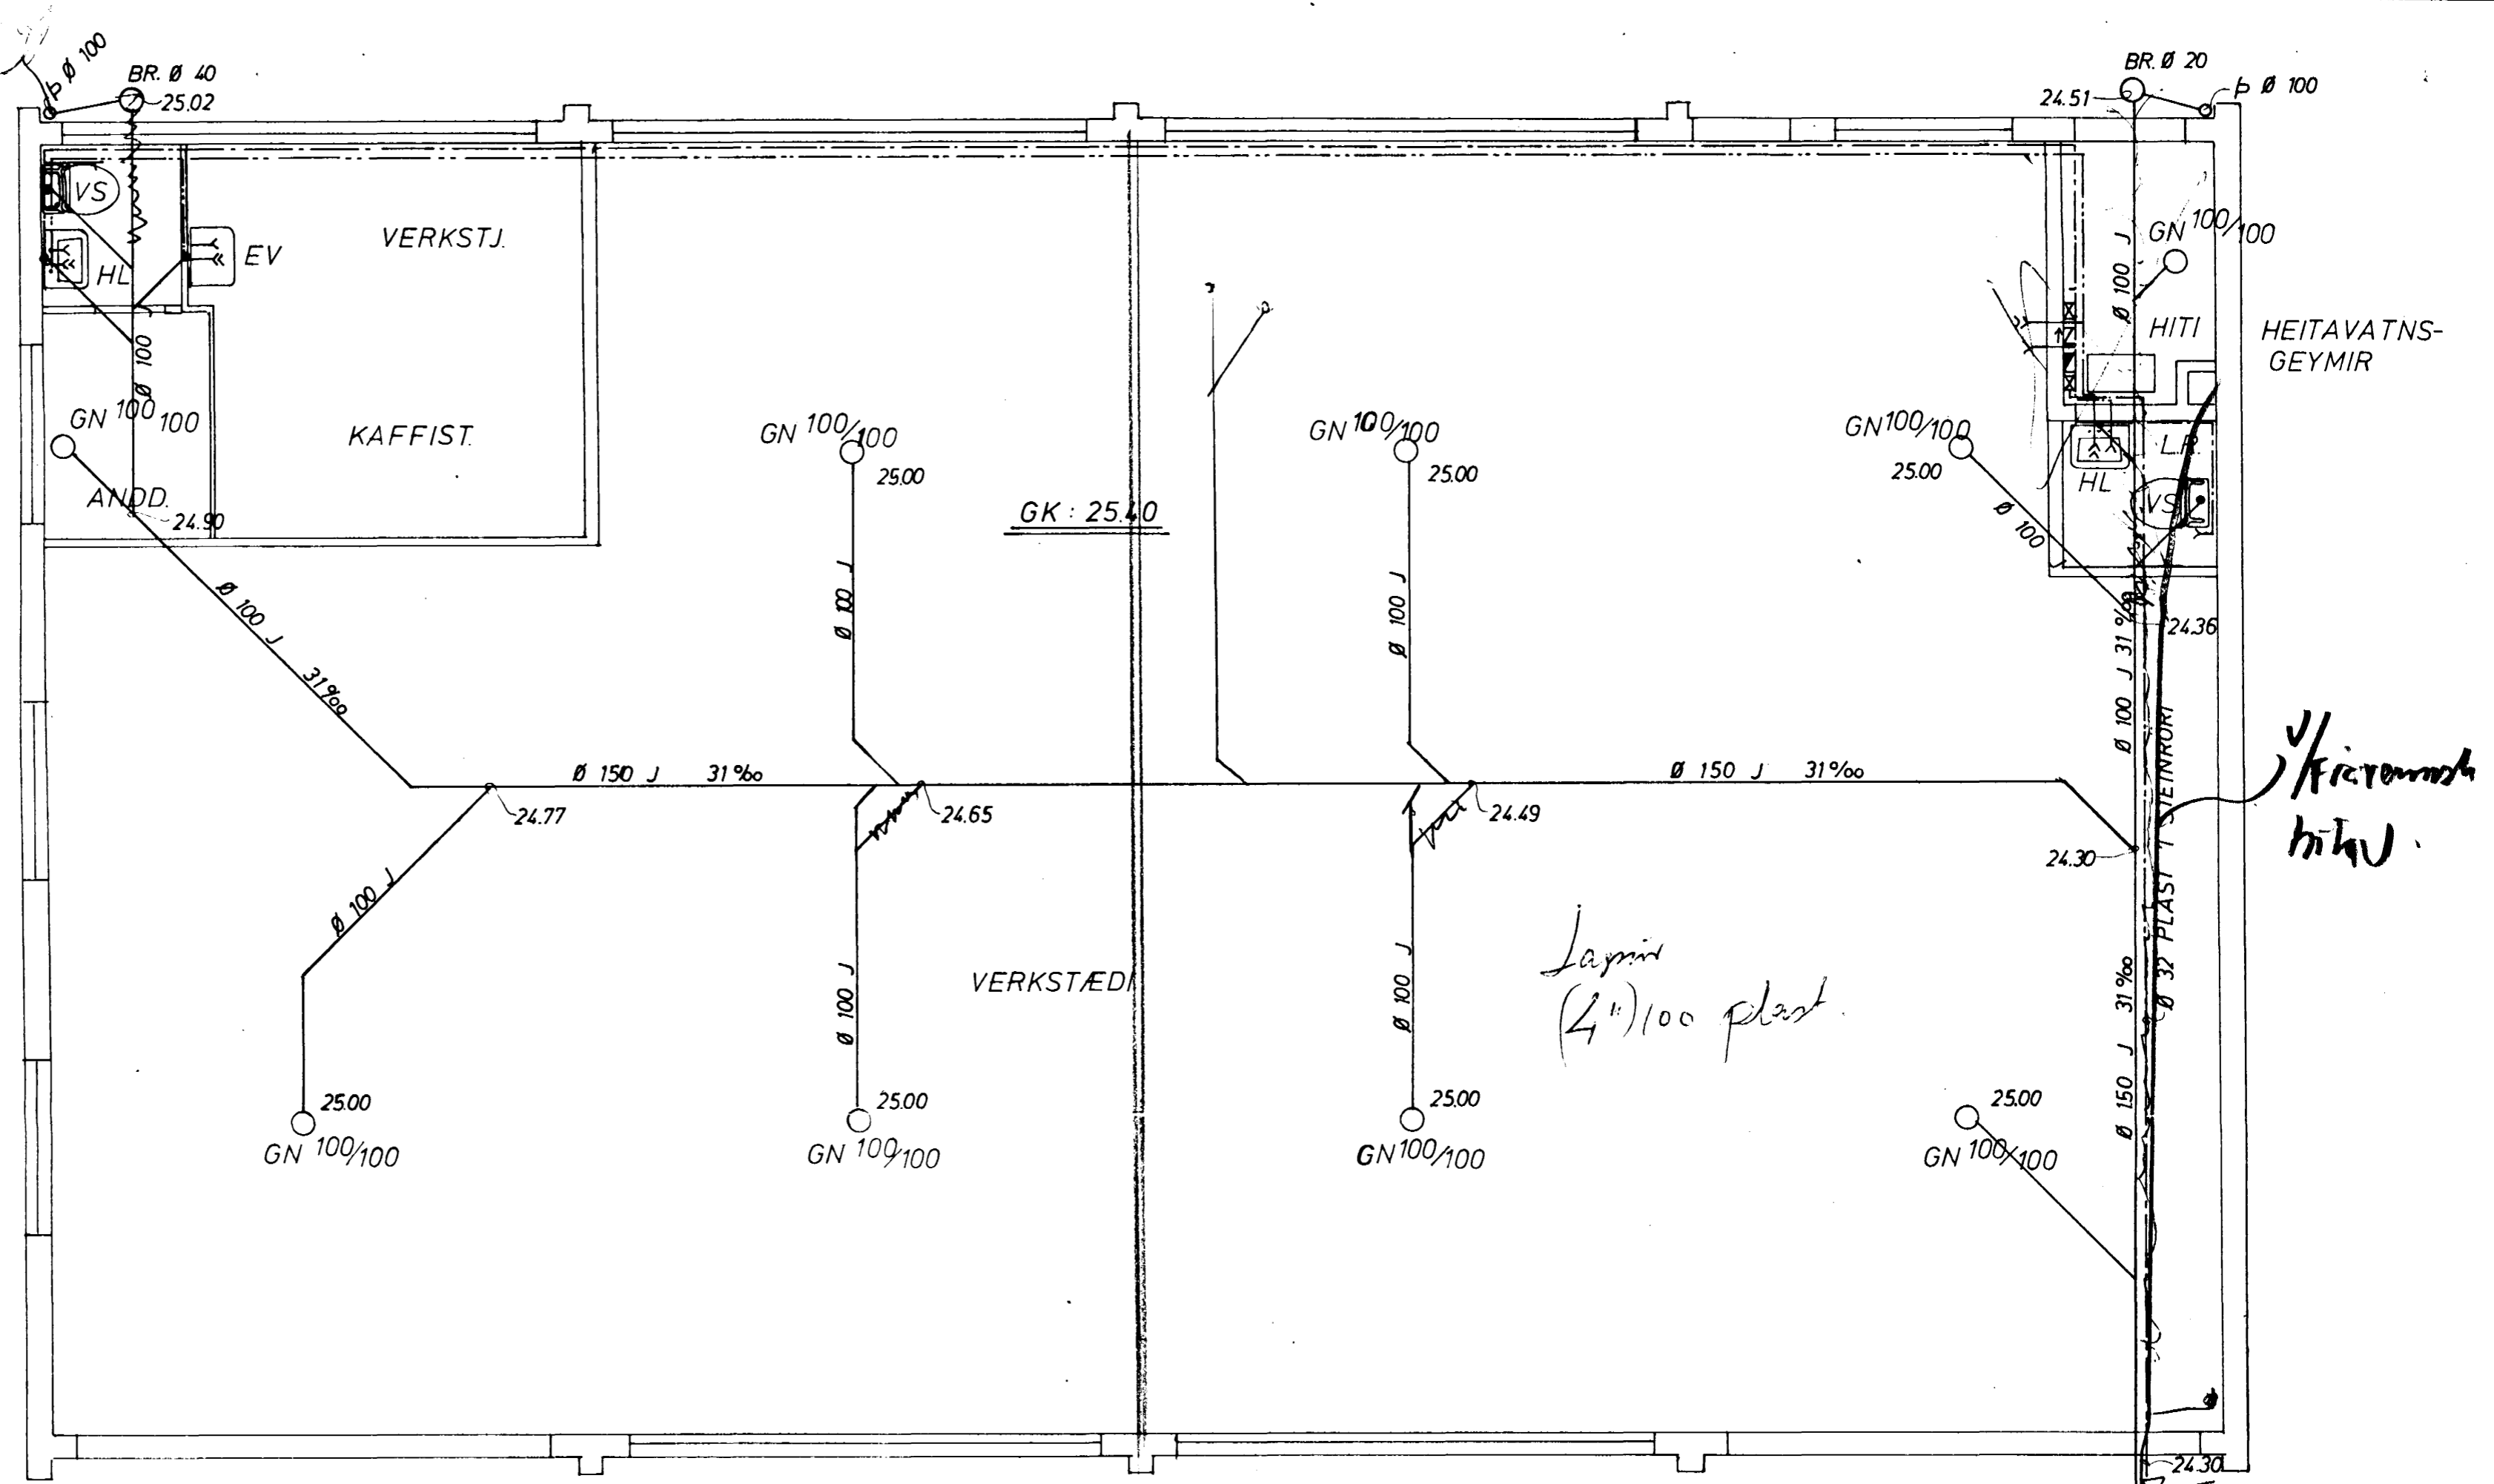 Þ Ø 100
BR. Ø 40
25.02
BR. Ø 20
24.51
Þ Ø 100
VS
HL
EV
VERKSTJ.
Ø 100
GN 100/100
ANDD.
24.90
KAFFIST.
GN 100/100
25.00
Ø 100 J
GK : 25.40
GN 100/100
25.00
Ø 100 J
GN 100/100
25.00
Ø 100
GN 100/100
Ø 100 J
HITI
HEITAVATNS-
GEYMIR
L.R.
HL
VS
24.36
Ø 100 J 31‰
Ø 100 J 31‰
Ø 150 J 31‰
24.77
24.65
24.49
Ø 150 J 31‰
24.30
Ø 32 PLAST Í STEINRÖRI
V/
Ø 100 J
25.00
GN 100/100
Ø 100 J
25.00
GN 100/100
VERKSTÆDI
Ø 100 J
25.00
GN 100/100
(4") 100 plast
Ø 150 J 31‰
25.00
GN 100/100
24.30